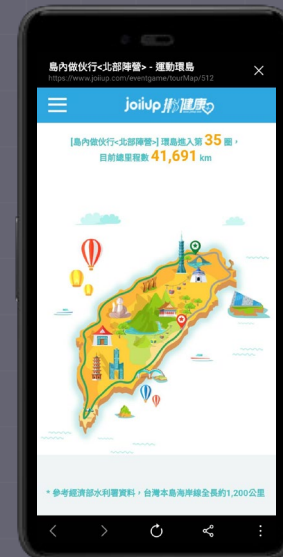 島內做伙行<北部陣營> - 運動環島
https://www.joiiup.com/eventgame/tourMap/512
joiiup 揪健康
[島內做伙行<北部陣營>] 環島進入第 35 圈，
目前總里程數 41,691 km
* 參考經濟部水利署資料，台灣本島海岸線全長約1,200公里